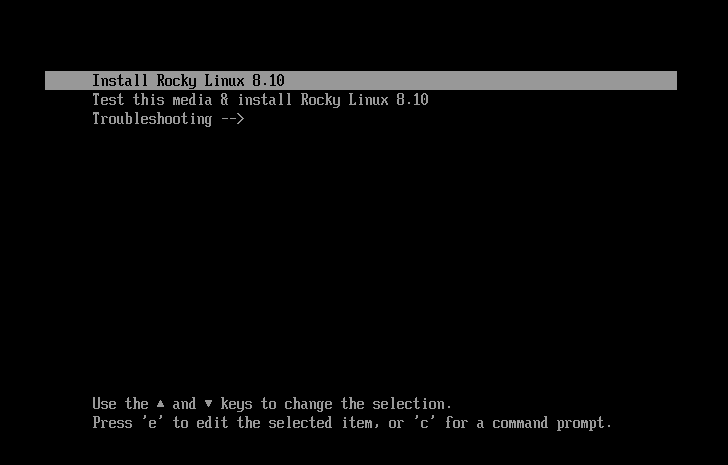 Install Rocky Linux 8.10
Test this media & install Rocky Linux 8.10
Troubleshooting -->
Use the ▲ and ▼ keys to change the selection.
Press 'e' to edit the selected item, or 'c' for a command prompt.